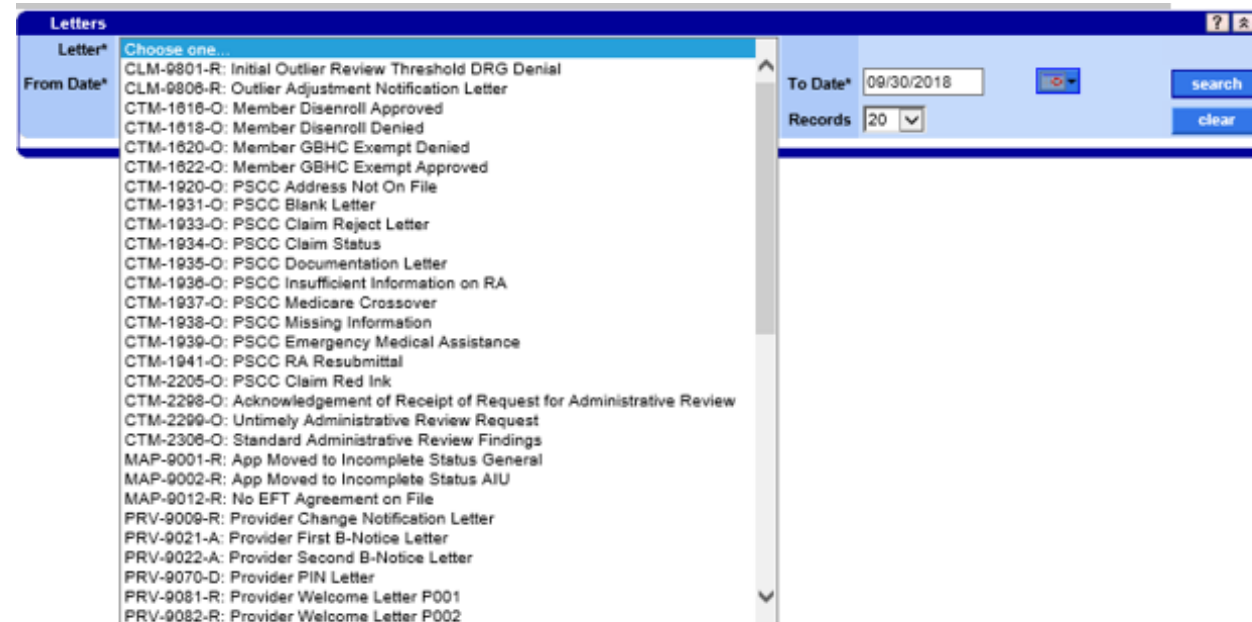 Letters ?
Letter* Choose one...
CLM-9801-R: Initial Outlier Review Threshold DRG Denial
From Date* To Date* 09/30/2018 search
CLM-9806-R: Outlier Adjustment Notification Letter
CTM-1616-O: Member Disenroll Approved
Records 20 clear
CTM-1618-O: Member Disenroll Denied
CTM-1620-O: Member GBHC Exempt Denied
CTM-1622-O: Member GBHC Exempt Approved
CTM-1920-O: PSCC Address Not On File
CTM-1931-O: PSCC Blank Letter
CTM-1933-O: PSCC Claim Reject Letter
CTM-1934-O: PSCC Claim Status
CTM-1935-O: PSCC Documentation Letter
CTM-1936-O: PSCC Insufficient Information on RA
CTM-1937-O: PSCC Medicare Crossover
CTM-1938-O: PSCC Missing Information
CTM-1939-O: PSCC Emergency Medical Assistance
CTM-1941-O: PSCC RA Resubmittal
CTM-2205-O: PSCC Claim Red Ink
CTM-2298-O: Acknowledgement of Receipt of Request for Administrative Review
CTM-2299-O: Untimely Administrative Review Request
CTM-2306-O: Standard Administrative Review Findings
MAP-9001-R: App Moved to Incomplete Status General
MAP-9002-R: App Moved to Incomplete Status AIU
MAP-9012-R: No EFT Agreement on File
PRV-9009-R: Provider Change Notification Letter
PRV-9021-A: Provider First B-Notice Letter
PRV-9022-A: Provider Second B-Notice Letter
PRV-9070-D: Provider PIN Letter
PRV-9081-R: Provider Welcome Letter P001
PRV-9082-R: Provider Welcome Letter P002